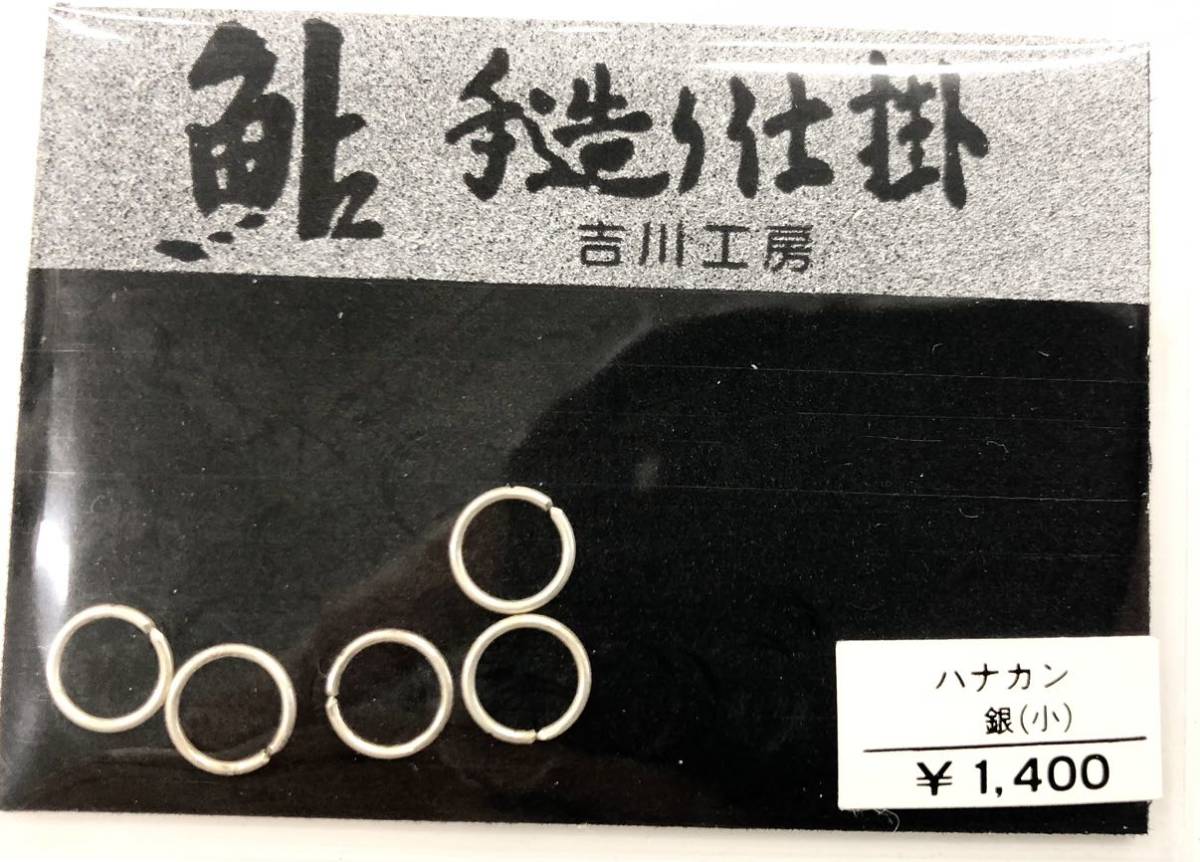 鮎 手造り仕掛
吉川工房
ハナカン
銀(小)
¥1,400